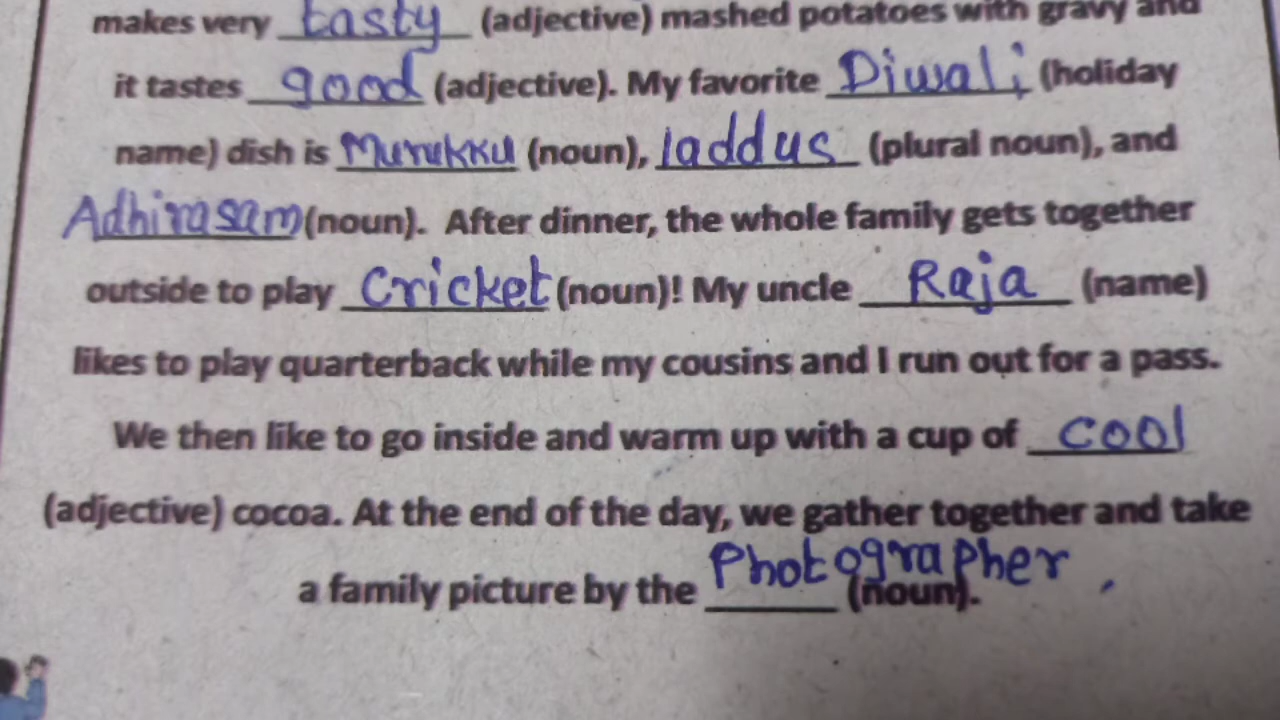 makes very tasty (adjective) mashed potatoes with gravy and
it tastes good (adjective). My favorite Diwali (holiday
name) dish is Murukku (noun), laddus (plural noun), and
Adhirasam (noun). After dinner, the whole family gets together
outside to play Cricket (noun)! My uncle Raja (name)
likes to play quarterback while my cousins and I run out for a pass.
We then like to go inside and warm up with a cup of cool
(adjective) cocoa. At the end of the day, we gather together and take
a family picture by the Photographer (noun).